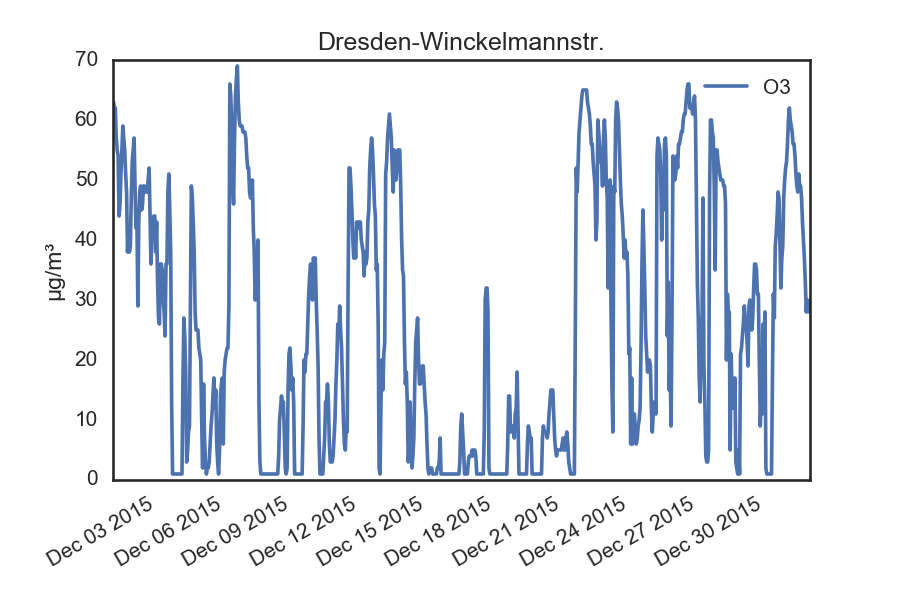 Dresden-Winckelmannstr.
70
60
50
40
30
20
10
0
µg/m³
O3
Dec 03 2015
Dec 06 2015
Dec 09 2015
Dec 12 2015
Dec 15 2015
Dec 18 2015
Dec 21 2015
Dec 24 2015
Dec 27 2015
Dec 30 2015